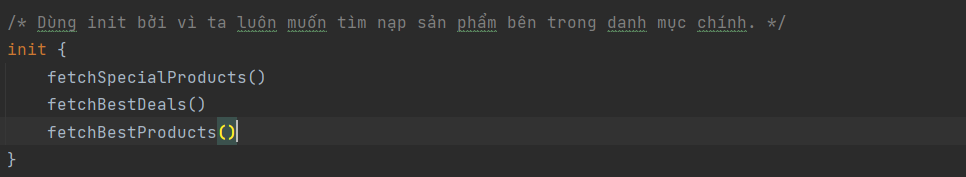 /* Dùng init bởi vì ta luôn muốn tìm nạp sản phẩm bên trong danh mục chính. */
init {
    fetchSpecialProducts()
    fetchBestDeals()
    fetchBestProducts()
}